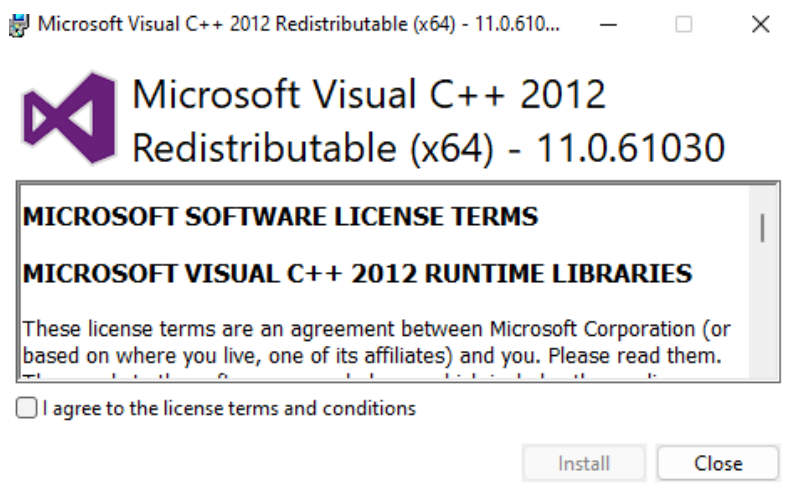 Microsoft Visual C++ 2012 Redistributable (x64) - 11.0.610...
Microsoft Visual C++ 2012
Redistributable (x64) - 11.0.61030
MICROSOFT SOFTWARE LICENSE TERMS
MICROSOFT VISUAL C++ 2012 RUNTIME LIBRARIES
These license terms are an agreement between Microsoft Corporation (or
based on where you live, one of its affiliates) and you. Please read them.
I agree to the license terms and conditions
Install
Close